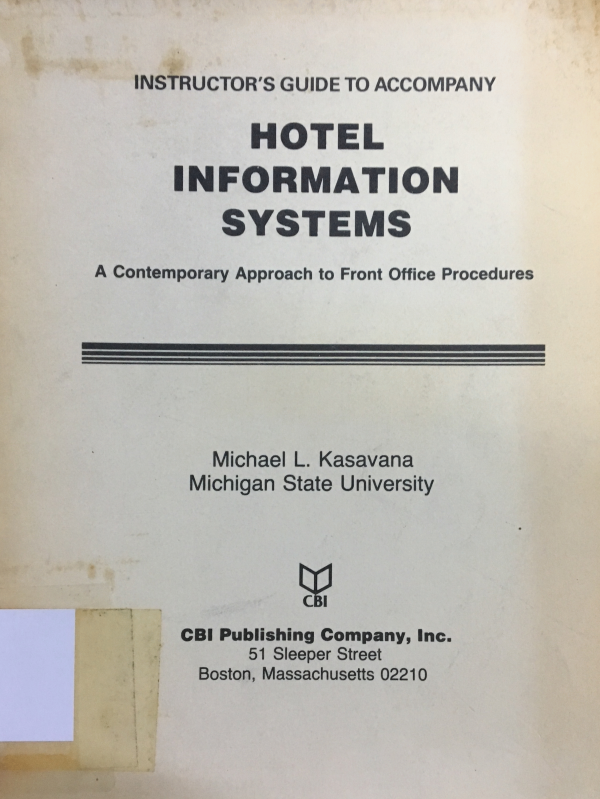 INSTRUCTOR'S GUIDE TO ACCOMPANY
HOTEL
INFORMATION
SYSTEMS
A Contemporary Approach to Front Office Procedures
Michael L. Kasavana
Michigan State University
CBI
CBI Publishing Company, Inc.
51 Sleeper Street
Boston, Massachusetts 02210